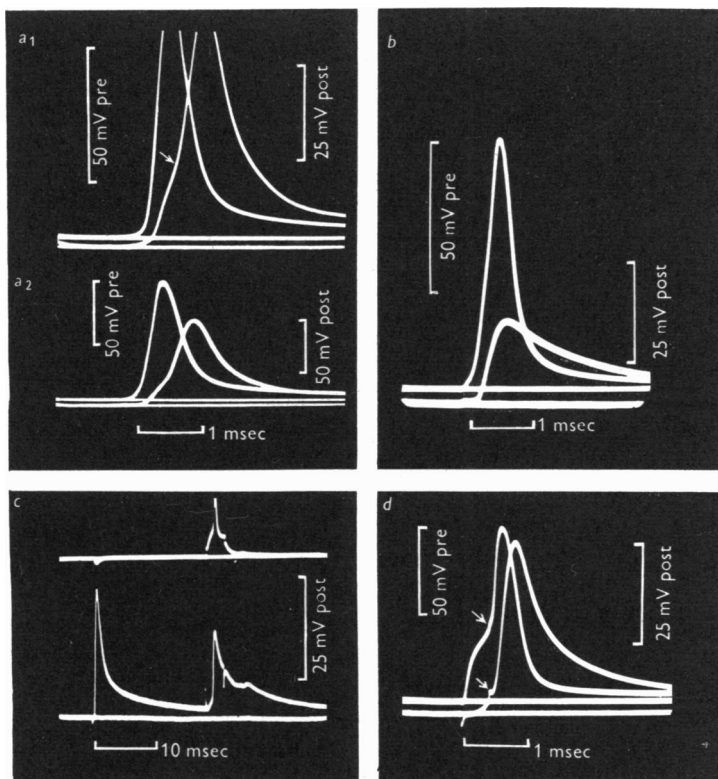 a1
50 mV pre
25 mV post
a2
50 mV pre
50 mV post
1 msec
b
50 mV pre
25 mV post
1 msec
c
25 mV post
10 msec
d
50 mV pre
25 mV post
1 msec